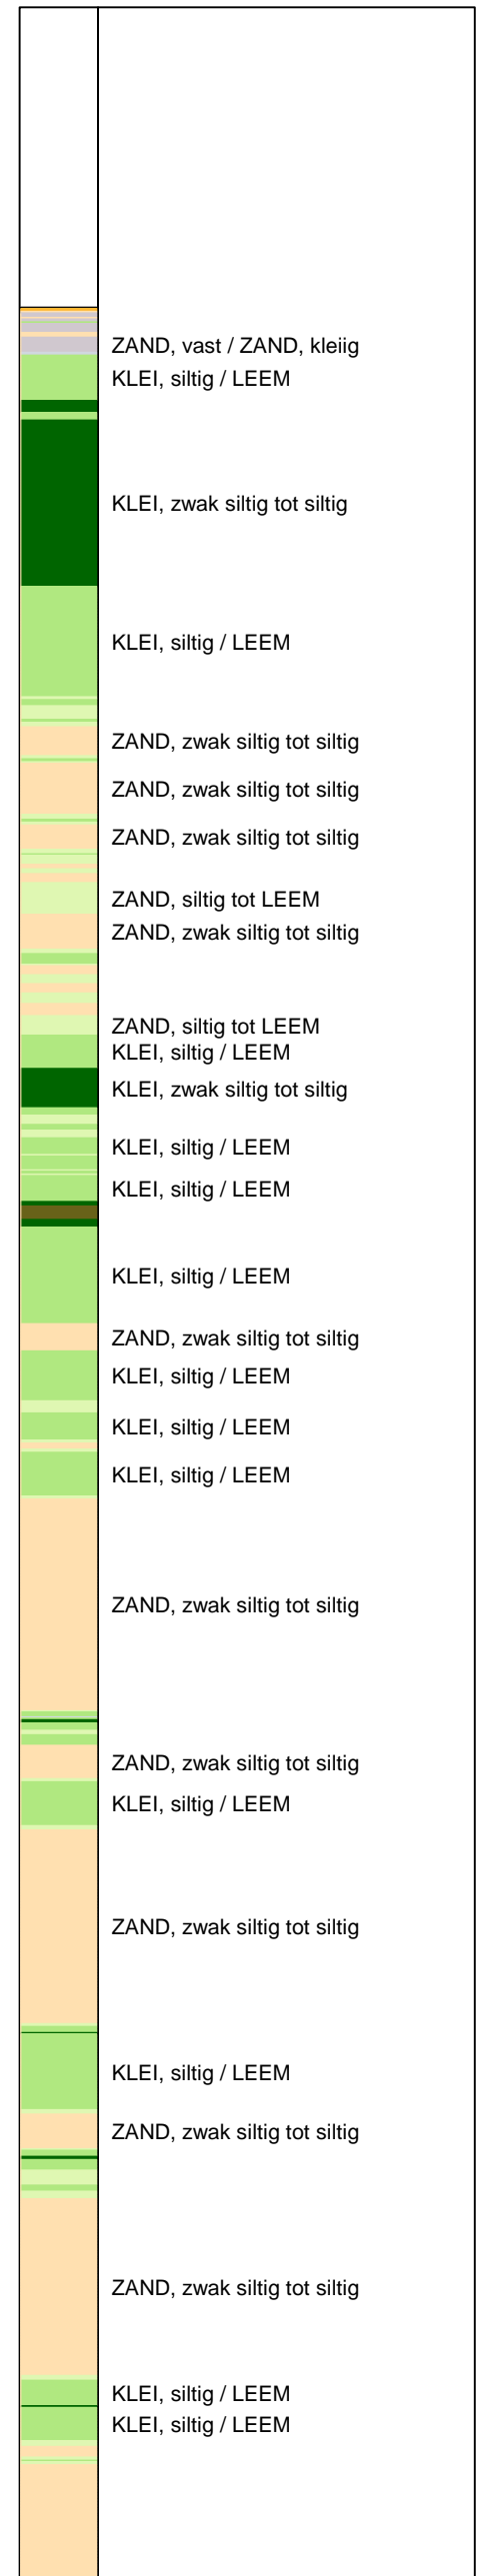 ZAND, vast / ZAND, kleiig
KLEI, siltig / LEEM
KLEI, zwak siltig tot siltig
KLEI, siltig / LEEM
ZAND, zwak siltig tot siltig
ZAND, zwak siltig tot siltig
ZAND, zwak siltig tot siltig
ZAND, siltig tot LEEM
ZAND, zwak siltig tot siltig
ZAND, siltig tot LEEM
KLEI, siltig / LEEM
KLEI, zwak siltig tot siltig
KLEI, siltig / LEEM
KLEI, siltig / LEEM
KLEI, siltig / LEEM
ZAND, zwak siltig tot siltig
KLEI, siltig / LEEM
KLEI, siltig / LEEM
KLEI, siltig / LEEM
ZAND, zwak siltig tot siltig
ZAND, zwak siltig tot siltig
KLEI, siltig / LEEM
ZAND, zwak siltig tot siltig
KLEI, siltig / LEEM
ZAND, zwak siltig tot siltig
ZAND, zwak siltig tot siltig
KLEI, siltig / LEEM
KLEI, siltig / LEEM